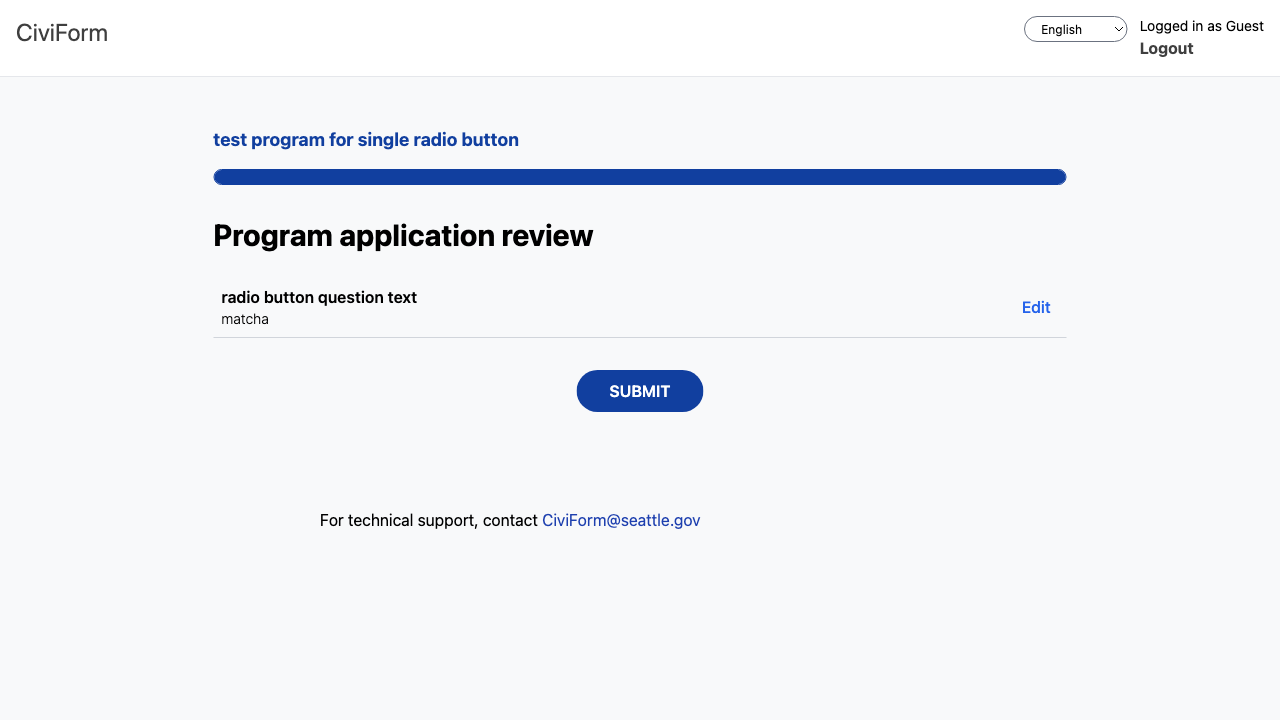 CiviForm
English
Logged in as Guest
Logout
test program for single radio button
Program application review
radio button question text
matcha
Edit
SUBMIT
For technical support, contact CiviForm@seattle.gov